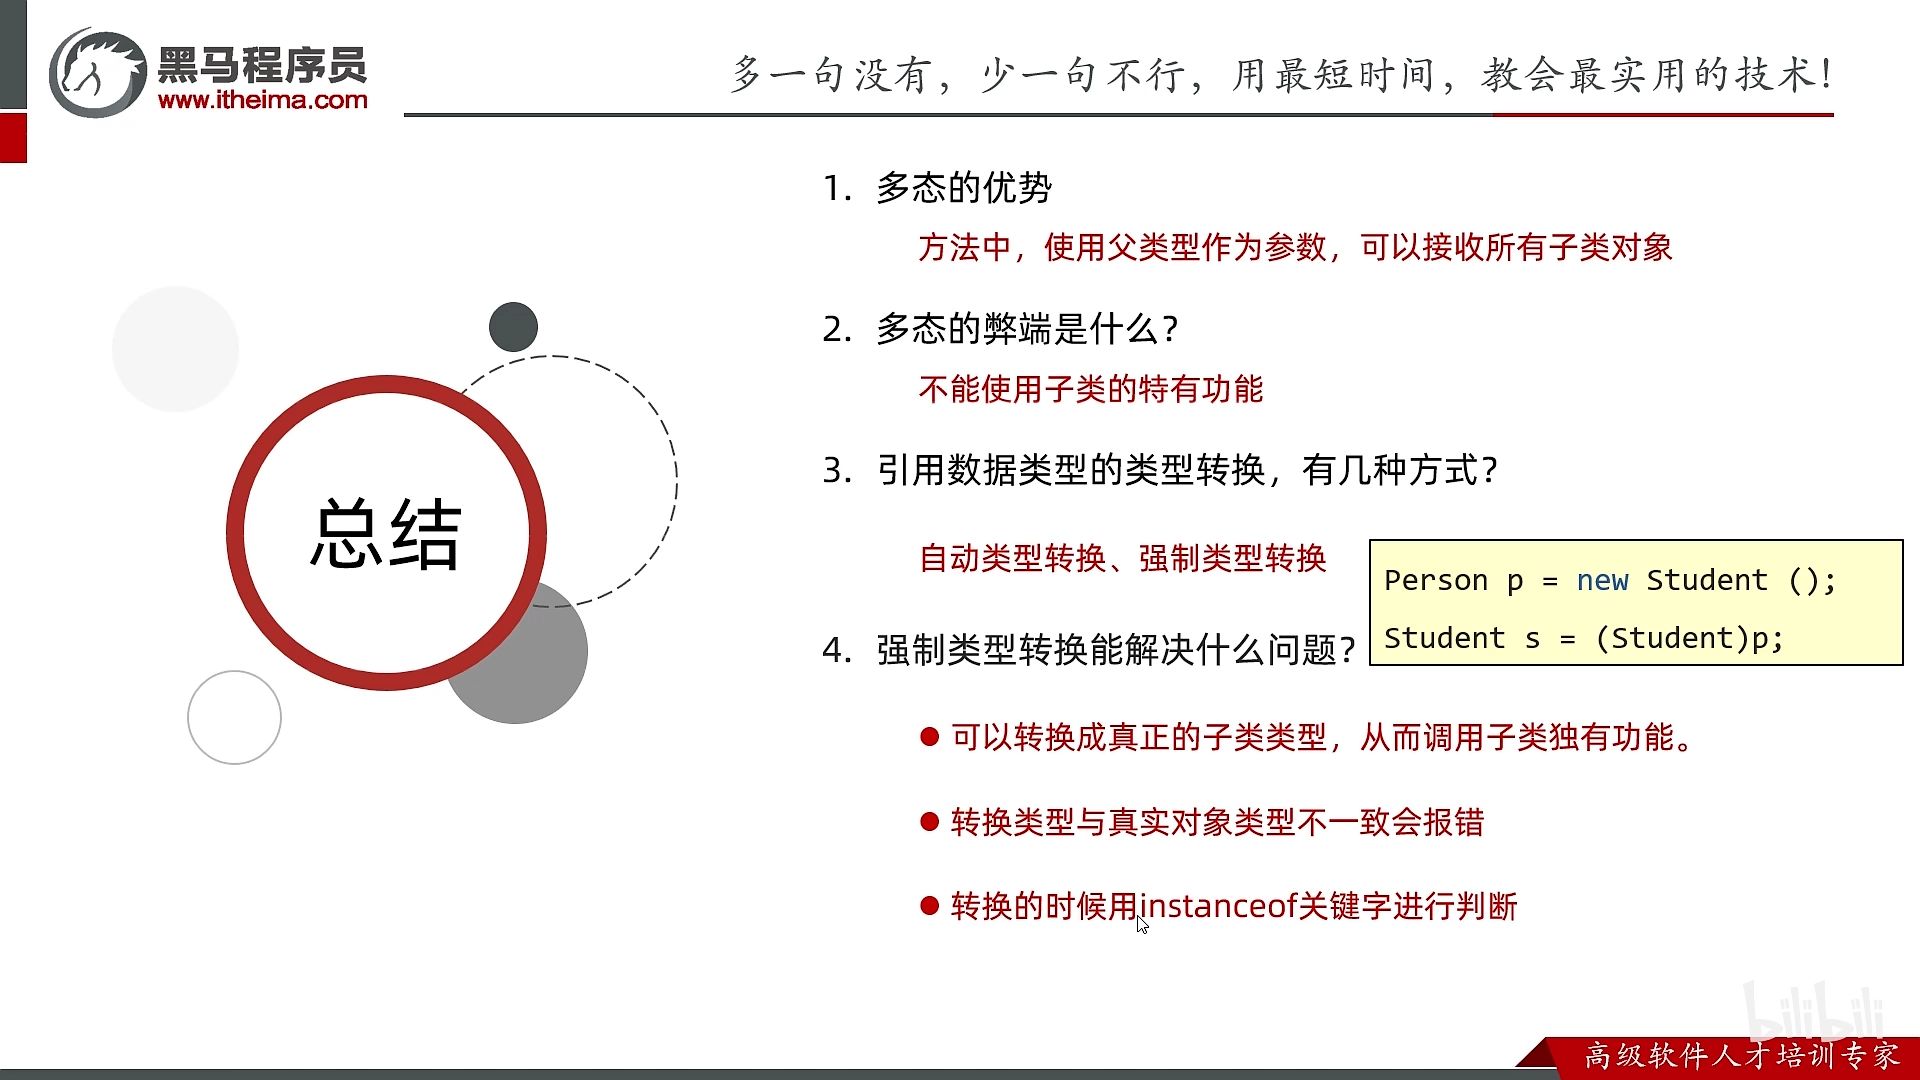 黑马程序员
www.itheima.com
多一句没有，少一句不行，用最短时间，教会最实用的技术！
总结
1. 多态的优势
方法中，使用父类型作为参数，可以接收所有子类对象
2. 多态的弊端是什么？
不能使用子类的特有功能
3. 引用数据类型的类型转换，有几种方式？
自动类型转换、强制类型转换
Person p = new Student ();
Student s = (Student)p;
4. 强制类型转换能解决什么问题？
● 可以转换成真正的子类类型，从而调用子类独有功能。
● 转换类型与真实对象类型不一致会报错
● 转换的时候用instanceof关键字进行判断
bilibili
高级软件人才培训专家